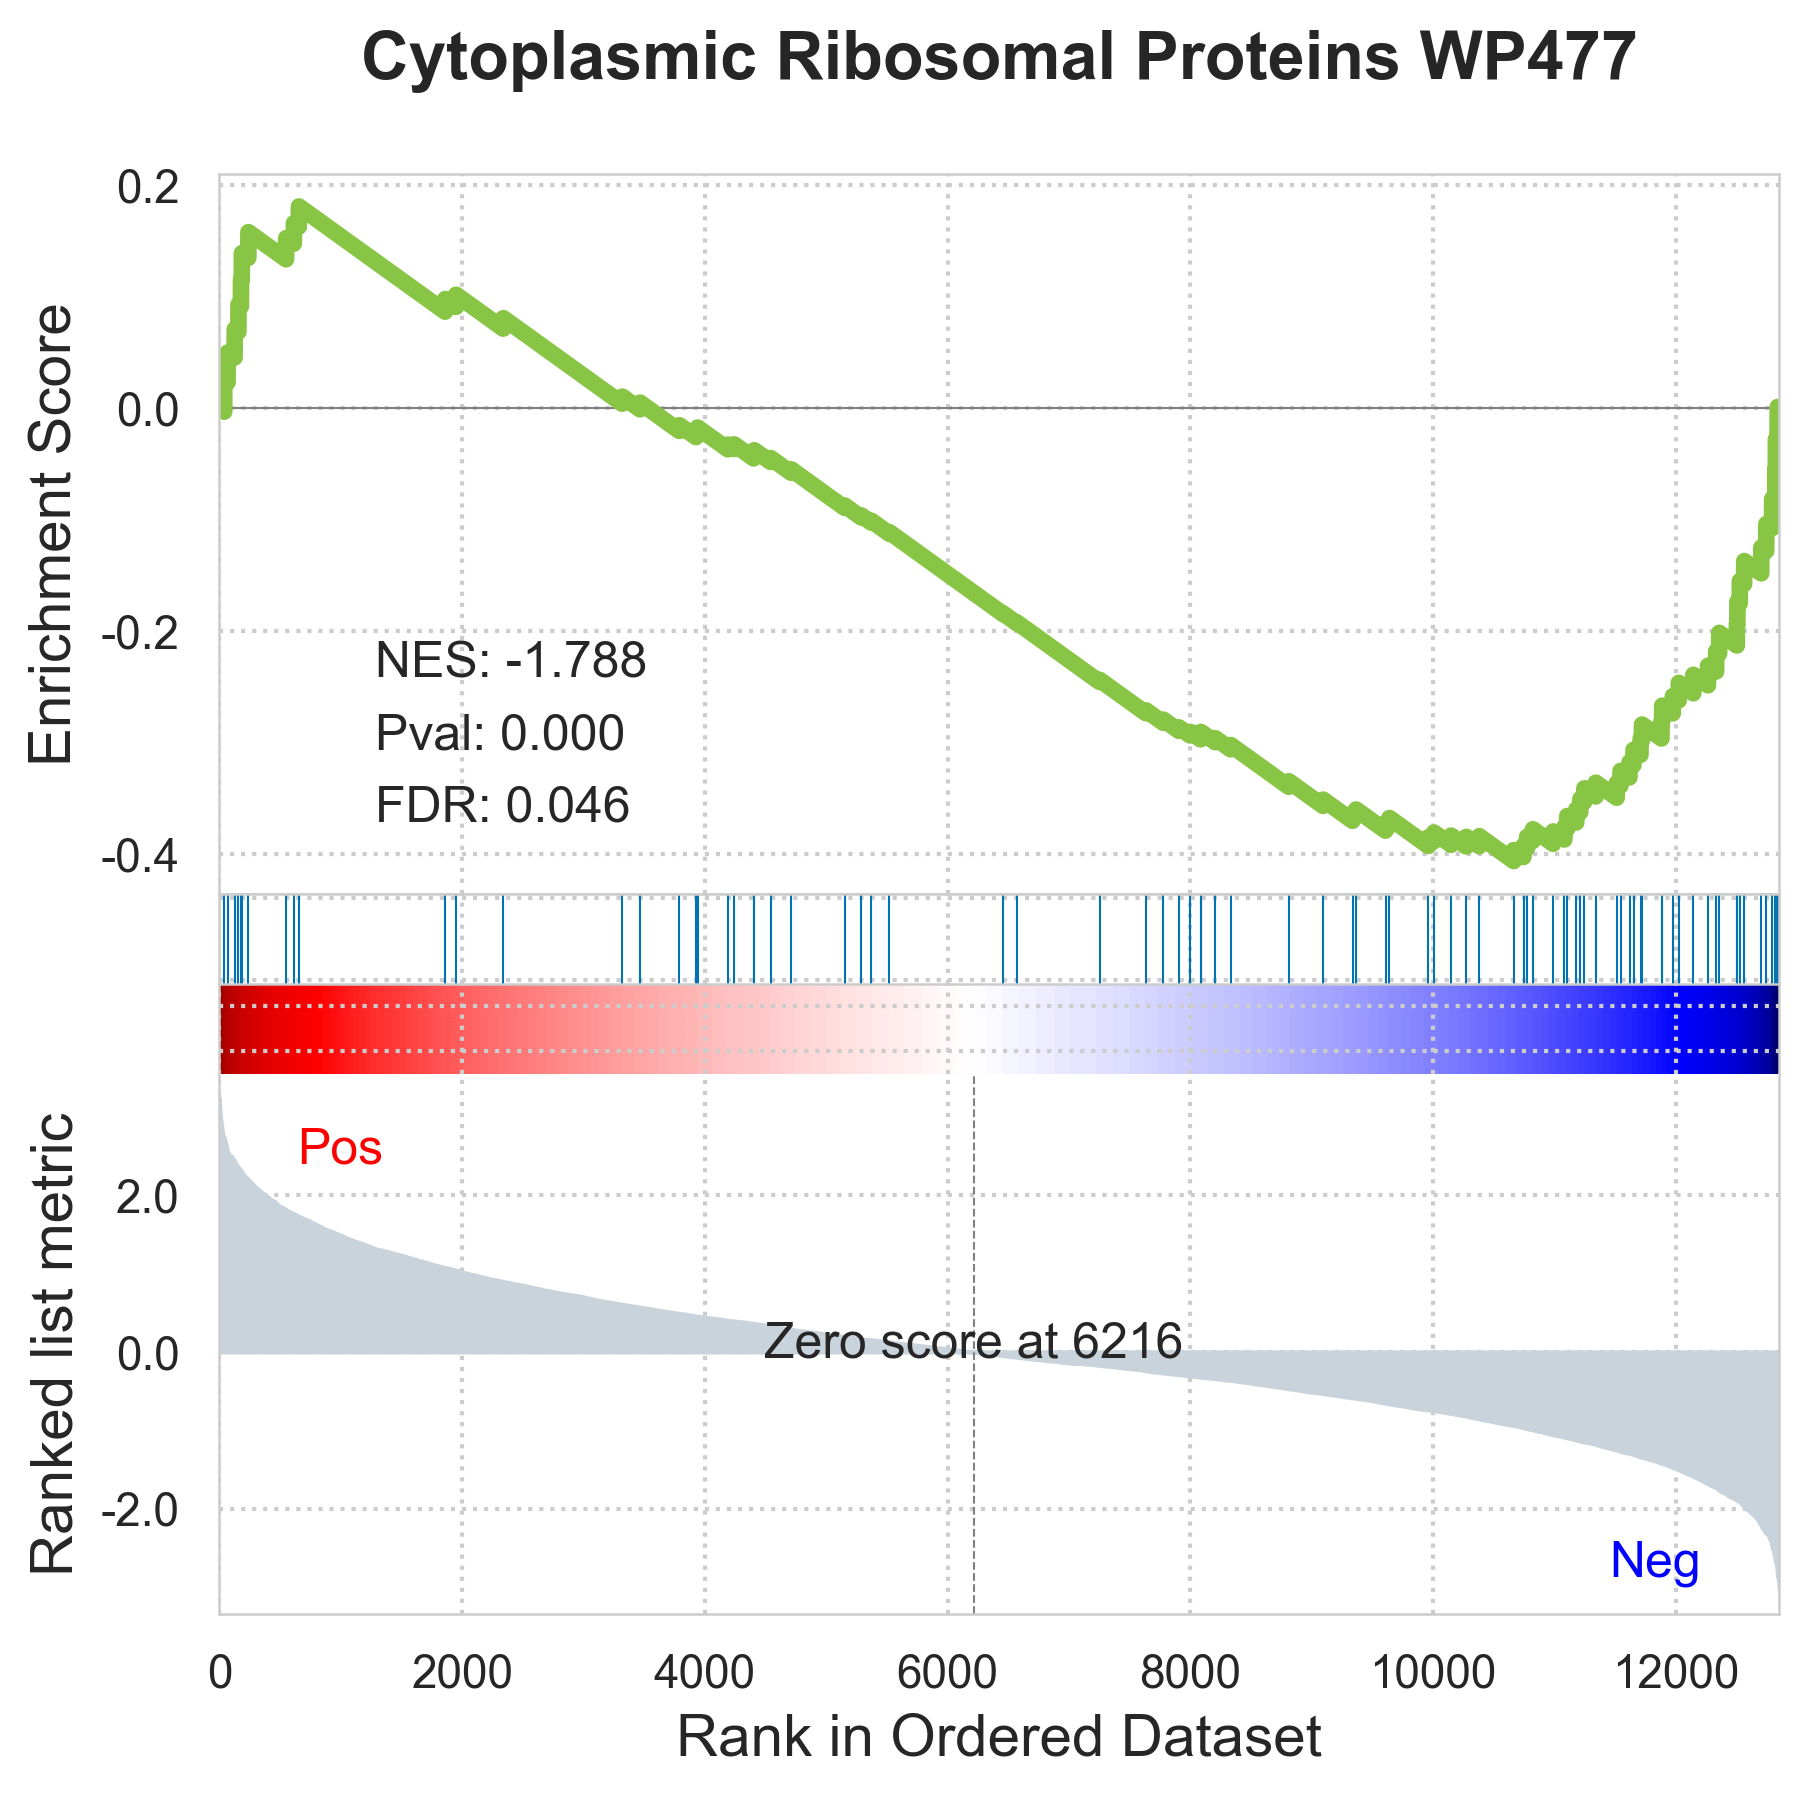 Cytoplasmic Ribosomal Proteins WP477
Enrichment Score
0.2
0.0
-0.2
-0.4
NES: -1.788
Pval: 0.000
FDR: 0.046
Ranked list metric
2.0
0.0
-2.0
Pos
Zero score at 6216
Neg
0 2000 4000 6000 8000 10000 12000
Rank in Ordered Dataset